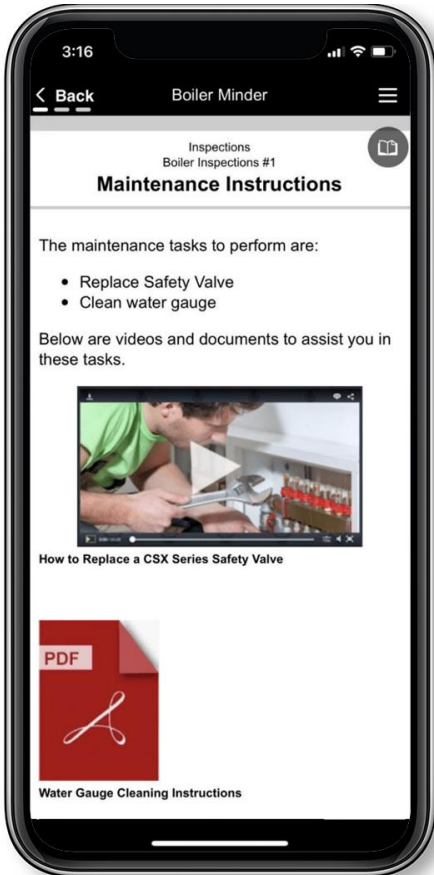 3:16
Back
Boiler Minder
Inspections
Boiler Inspections #1
Maintenance Instructions
The maintenance tasks to perform are:
• Replace Safety Valve
• Clean water gauge
Below are videos and documents to assist you in
these tasks.
How to Replace a CSX Series Safety Valve
PDF
Water Gauge Cleaning Instructions